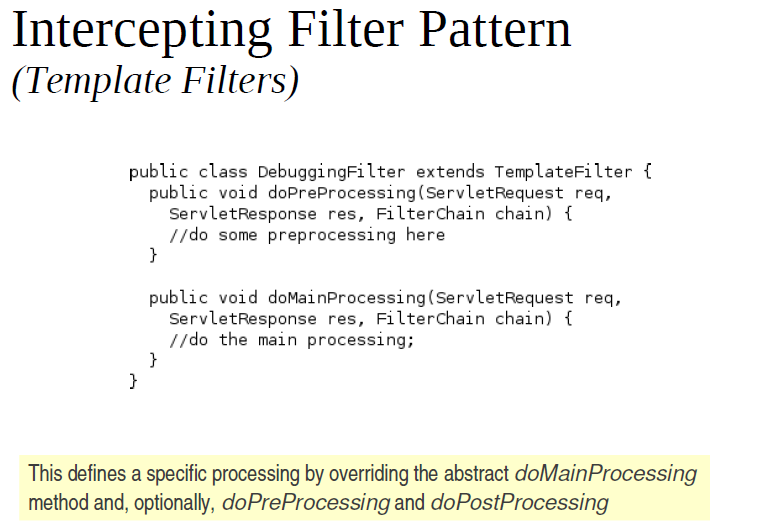 Intercepting Filter Pattern
(Template Filters)
public class DebuggingFilter extends TemplateFilter {
public void doPreProcessing(ServletRequest req,
ServletResponse res, FilterChain chain) {
//do some preprocessing here
}
public void doMainProcessing(ServletRequest req,
ServletResponse res, FilterChain chain) {
//do the main processing;
}
}
This defines a specific processing by overriding the abstract doMainProcessing
method and, optionally, doPreProcessing and doPostProcessing